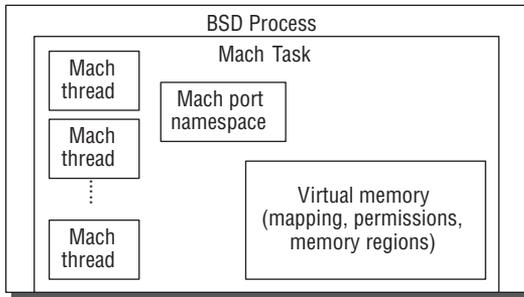 BSD Process
Mach Task
Mach
thread
Mach port
namespace
Mach
thread
Virtual memory
(mapping, permissions,
memory regions)
Mach
thread